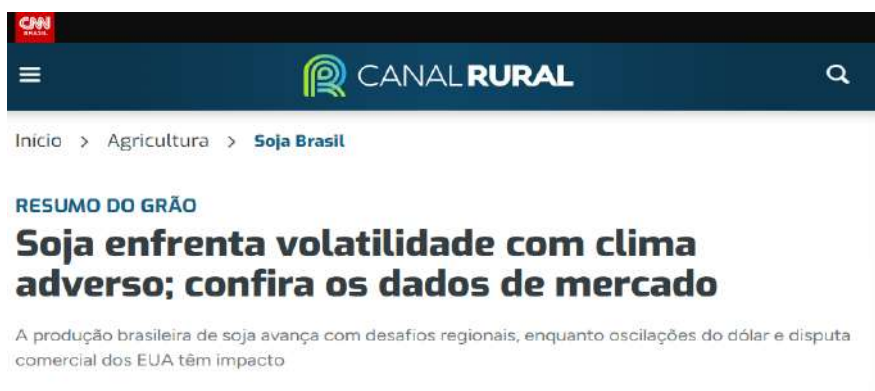 CNN
BRASIL
CANAL RURAL
Início > Agricultura > Soja Brasil
RESUMO DO GRÃO
Soja enfrenta volatilidade com clima
adverso; confira os dados de mercado
A produção brasileira de soja avança com desafios regionais, enquanto oscilações do dólar e disputa
comercial dos EUA têm impacto